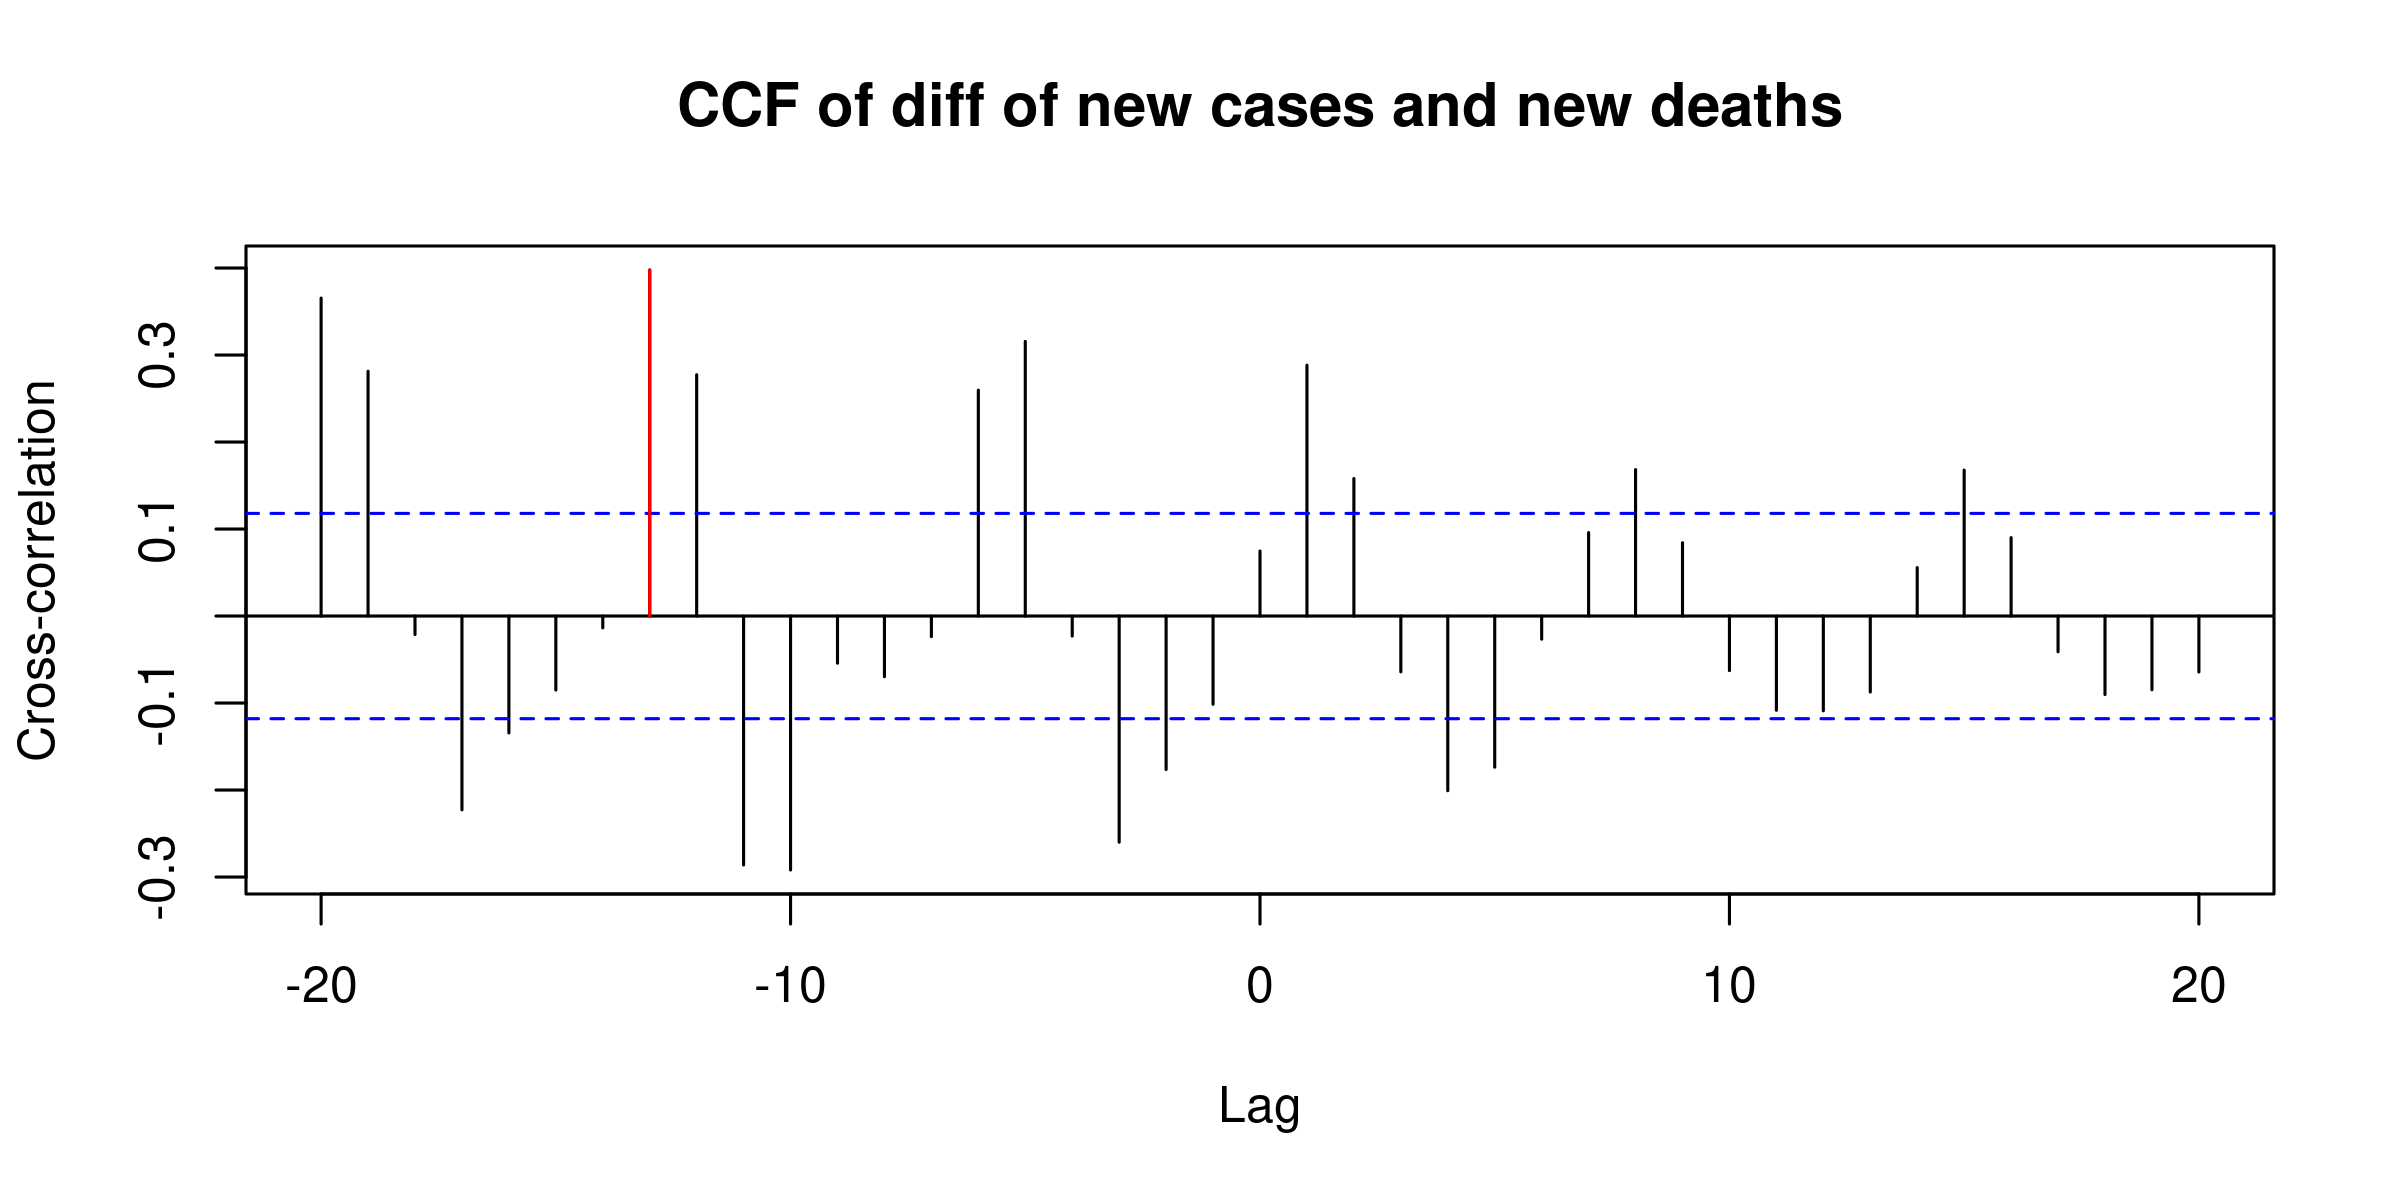 CCF of diff of new cases and new deaths
Cross-correlation
0.3
0.1
-0.1
-0.3
-20 -10 0 10 20
Lag